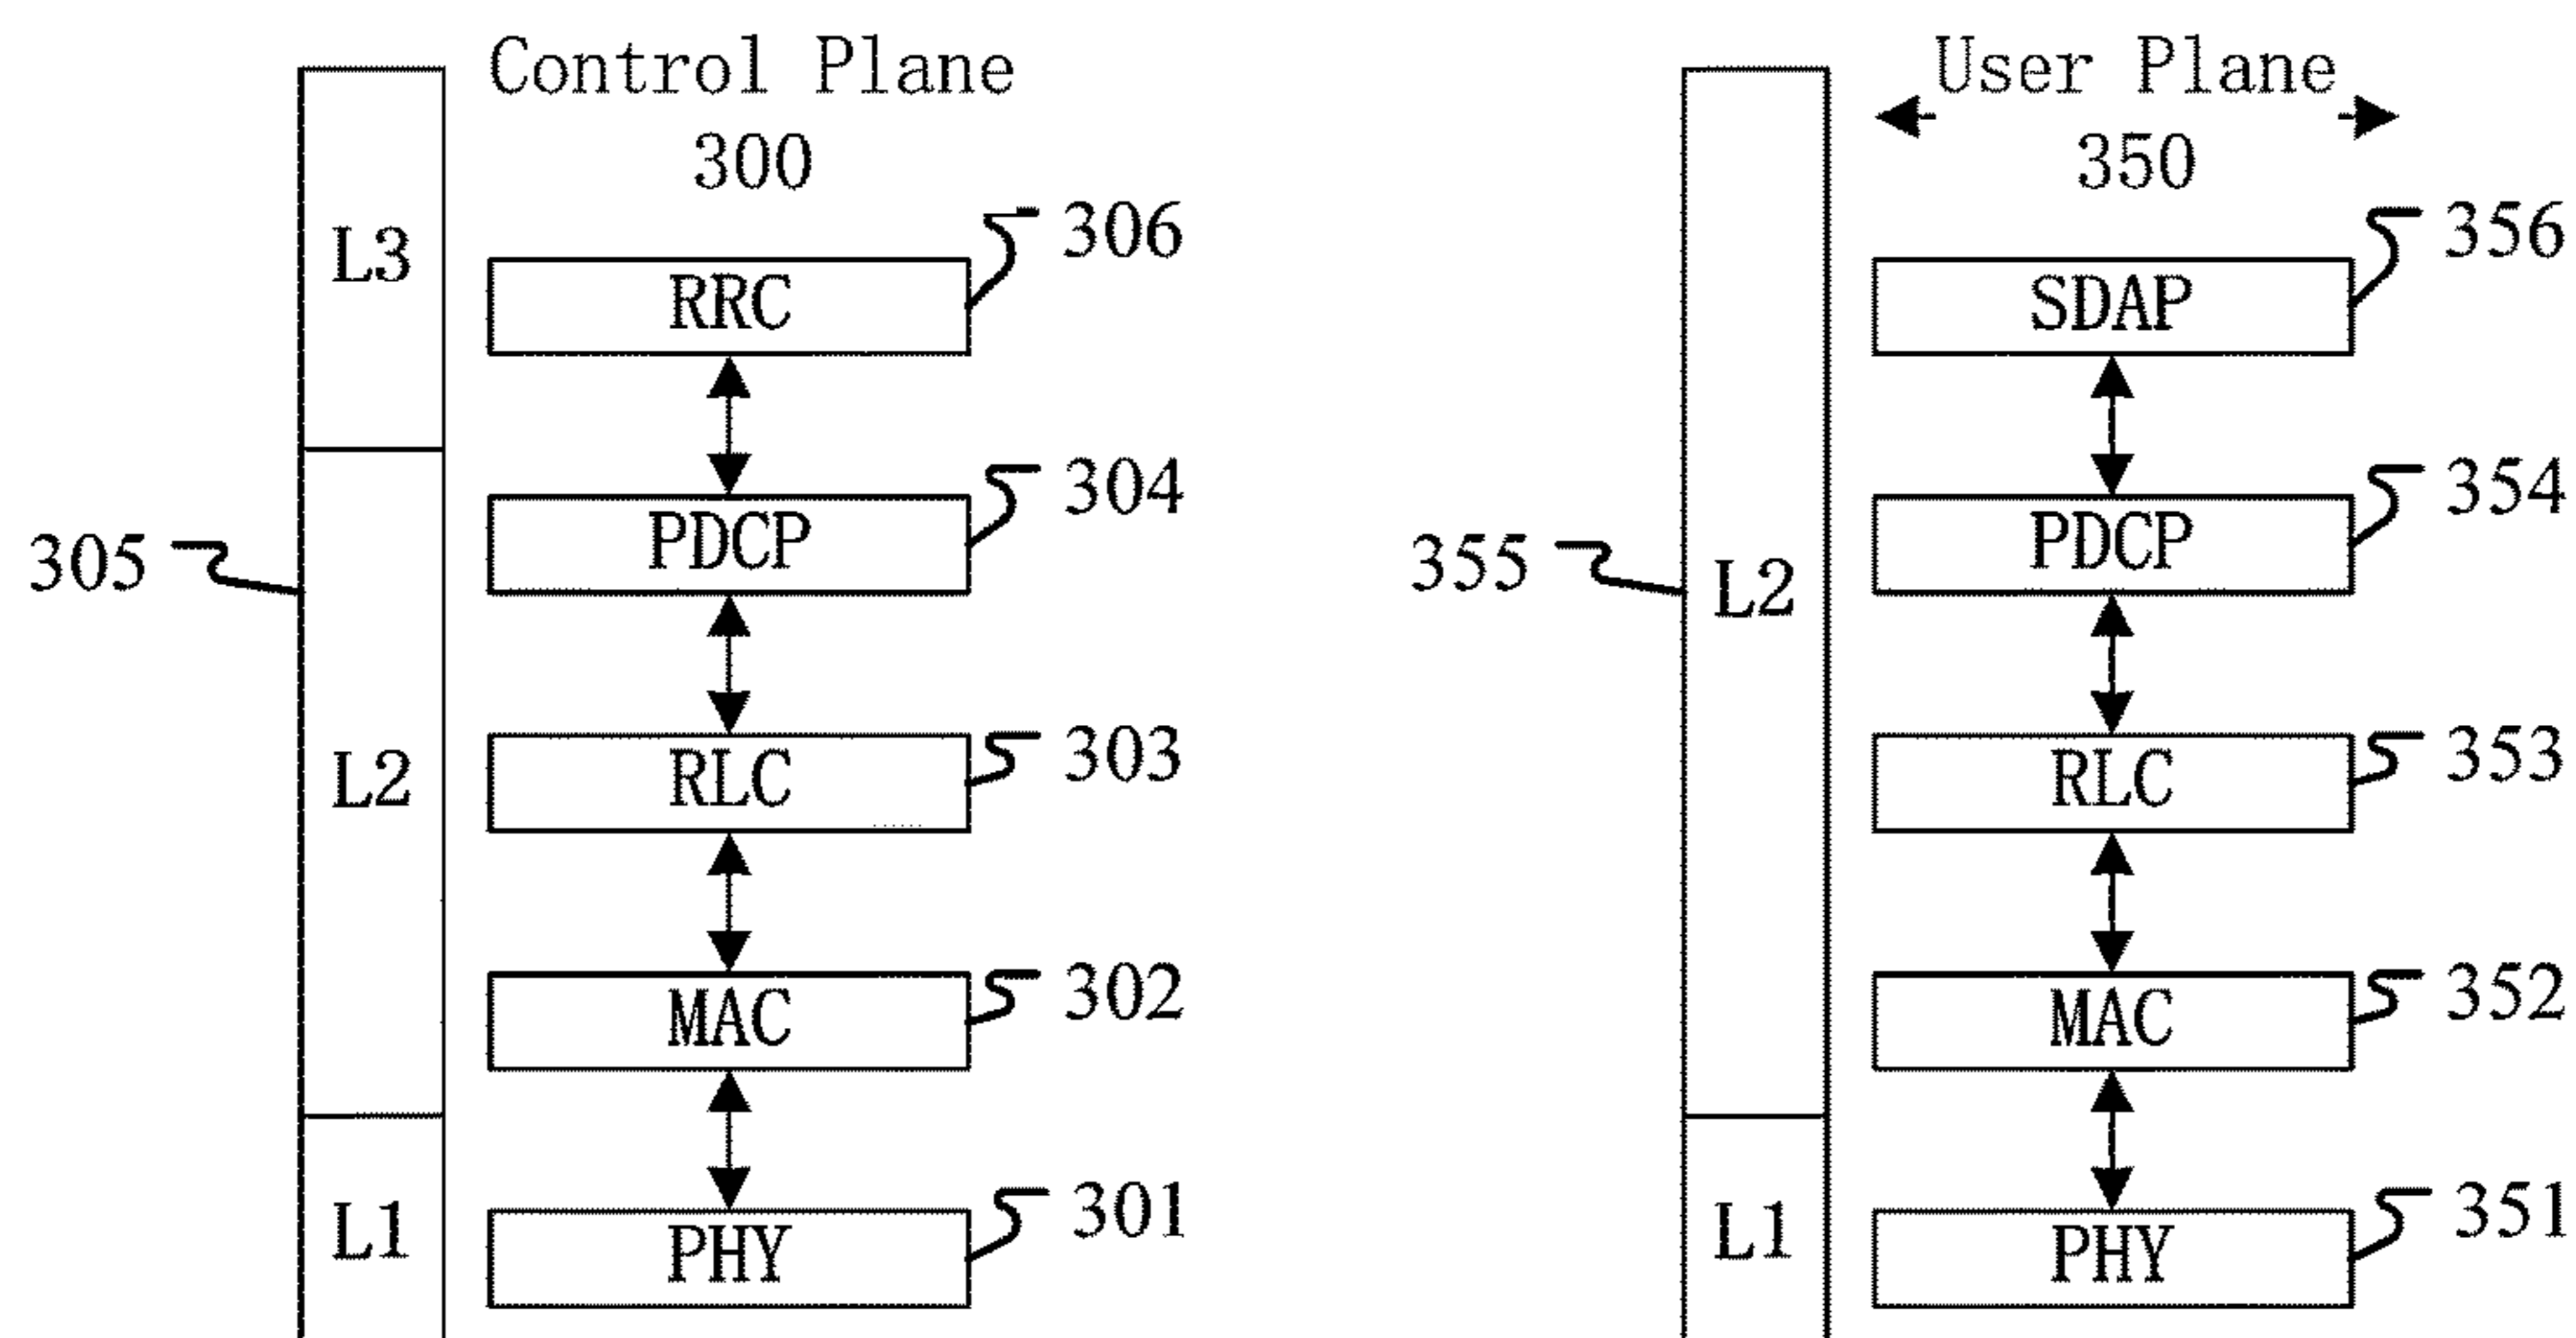 Control Plane
300
L3
306
RRC
304
PDCP
305
L2
303
RLC
302
MAC
L1
301
PHY
User Plane
350
356
SDAP
354
PDCP
355
L2
353
RLC
352
MAC
L1
351
PHY